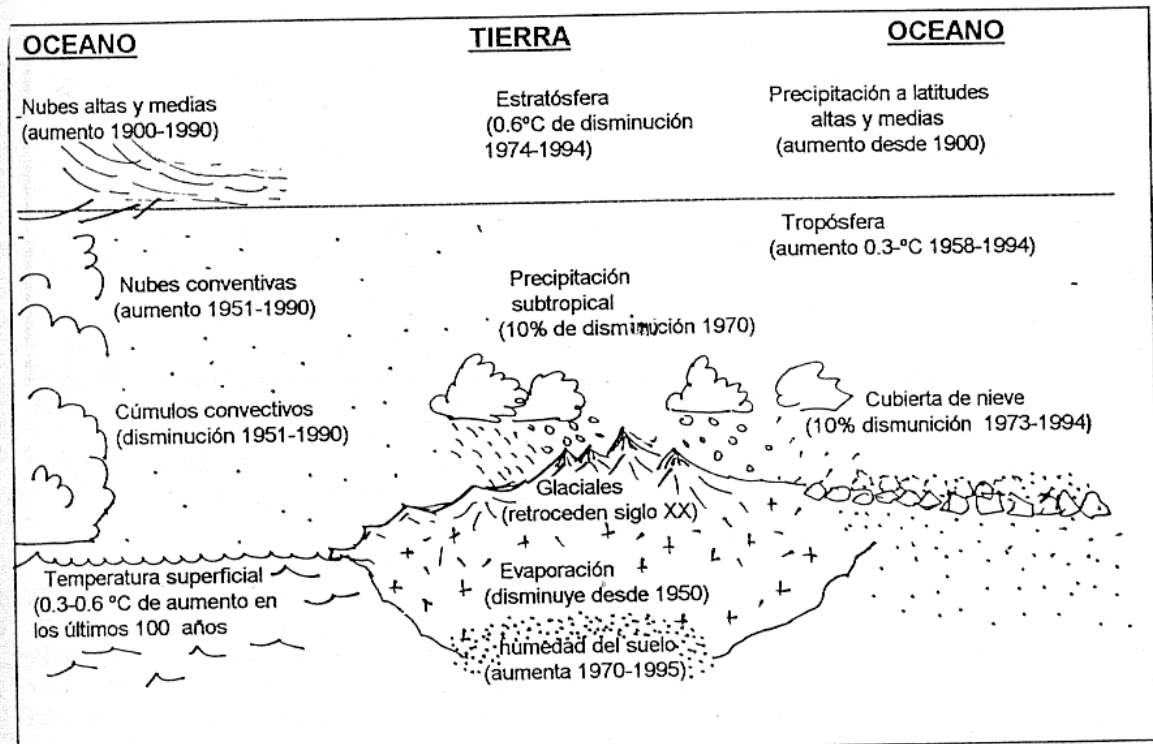 OCEANO
TIERRA
OCEANO
Nubes altas y medias
(aumento 1900-1990)
Estratósfera
(0.6ºC de disminución
1974-1994)
Precipitación a latitudes
altas y medias
(aumento desde 1900)
Tropósfera
(aumento 0.3-ºC 1958-1994)
Nubes conventivas
(aumento 1951-1990)
Precipitación
subtropical
(10% de disminución 1970)
Cúmulos convectivos
(disminución 1951-1990)
Cubierta de nieve
(10% dismunición 1973-1994)
Glaciales
(retroceden siglo XX)
Temperatura superficial
(0.3-0.6 ºC de aumento en
los últimos 100 años
Evaporación
(disminuye desde 1950)
humedad del suelo
(aumenta 1970-1995)